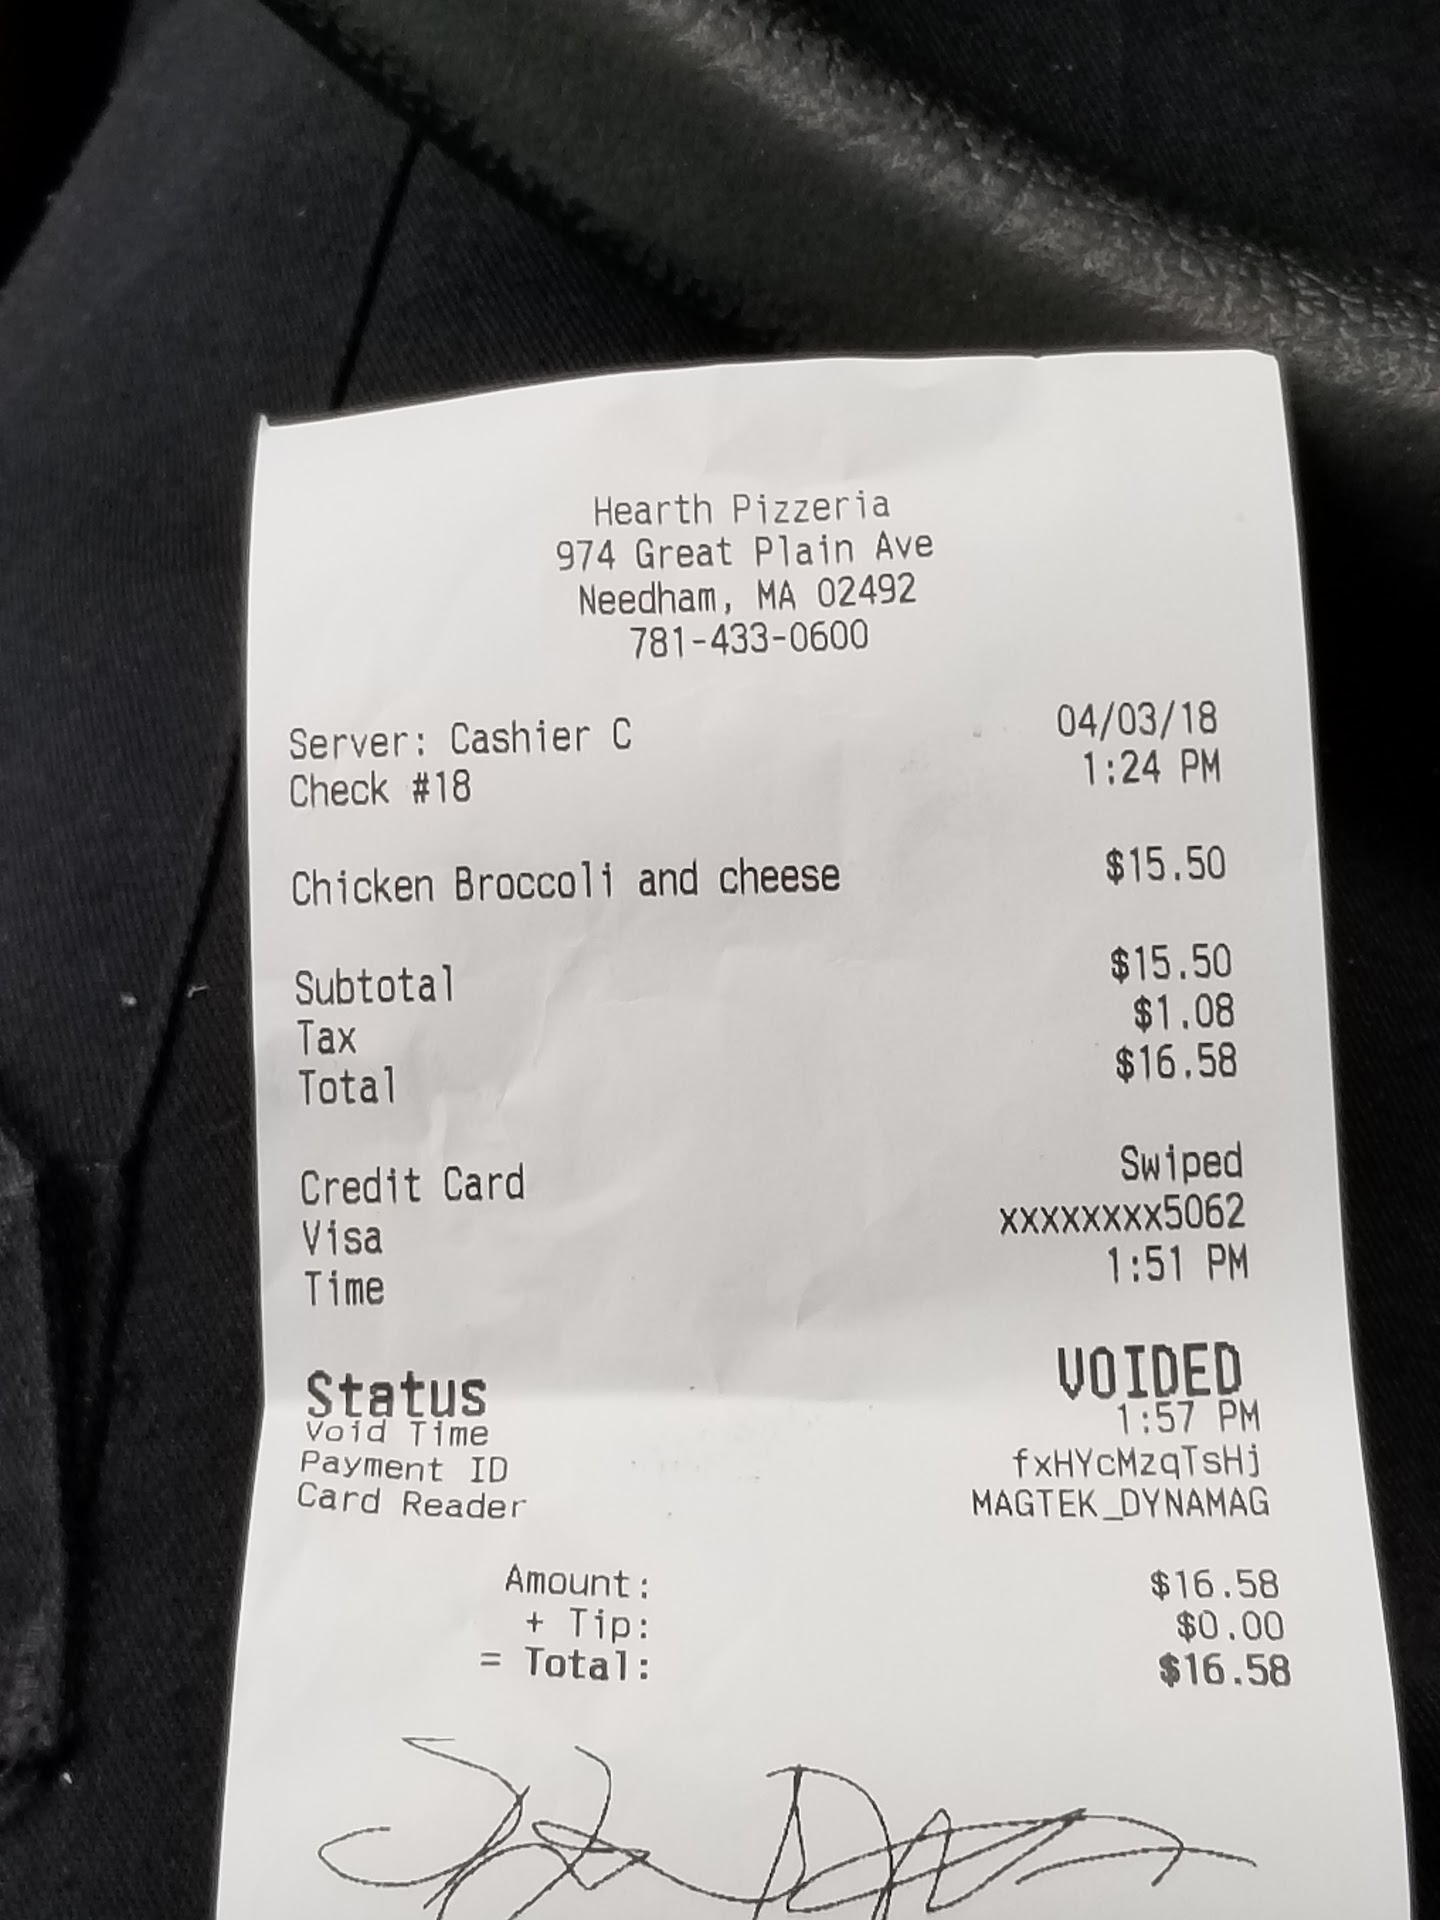 Hearth Pizzeria
974 Great Plain Ave
Needham, MA 02492
781-433-0600
Server: Cashier C 04/03/18
Check #18 1:24 PM
Chicken Broccoli and cheese $15.50
Subtotal $15.50
Tax $1.08
Total $16.58
Credit Card Swiped
Visa xxxxxxxx5062
Time 1:51 PM
Status VOIDED
Void Time 1:57 PM
Payment ID fxHYcMzqTsHj
Card Reader MAGTEK_DYNAMAG
Amount: $16.58
+ Tip: $0.00
= Total: $16.58